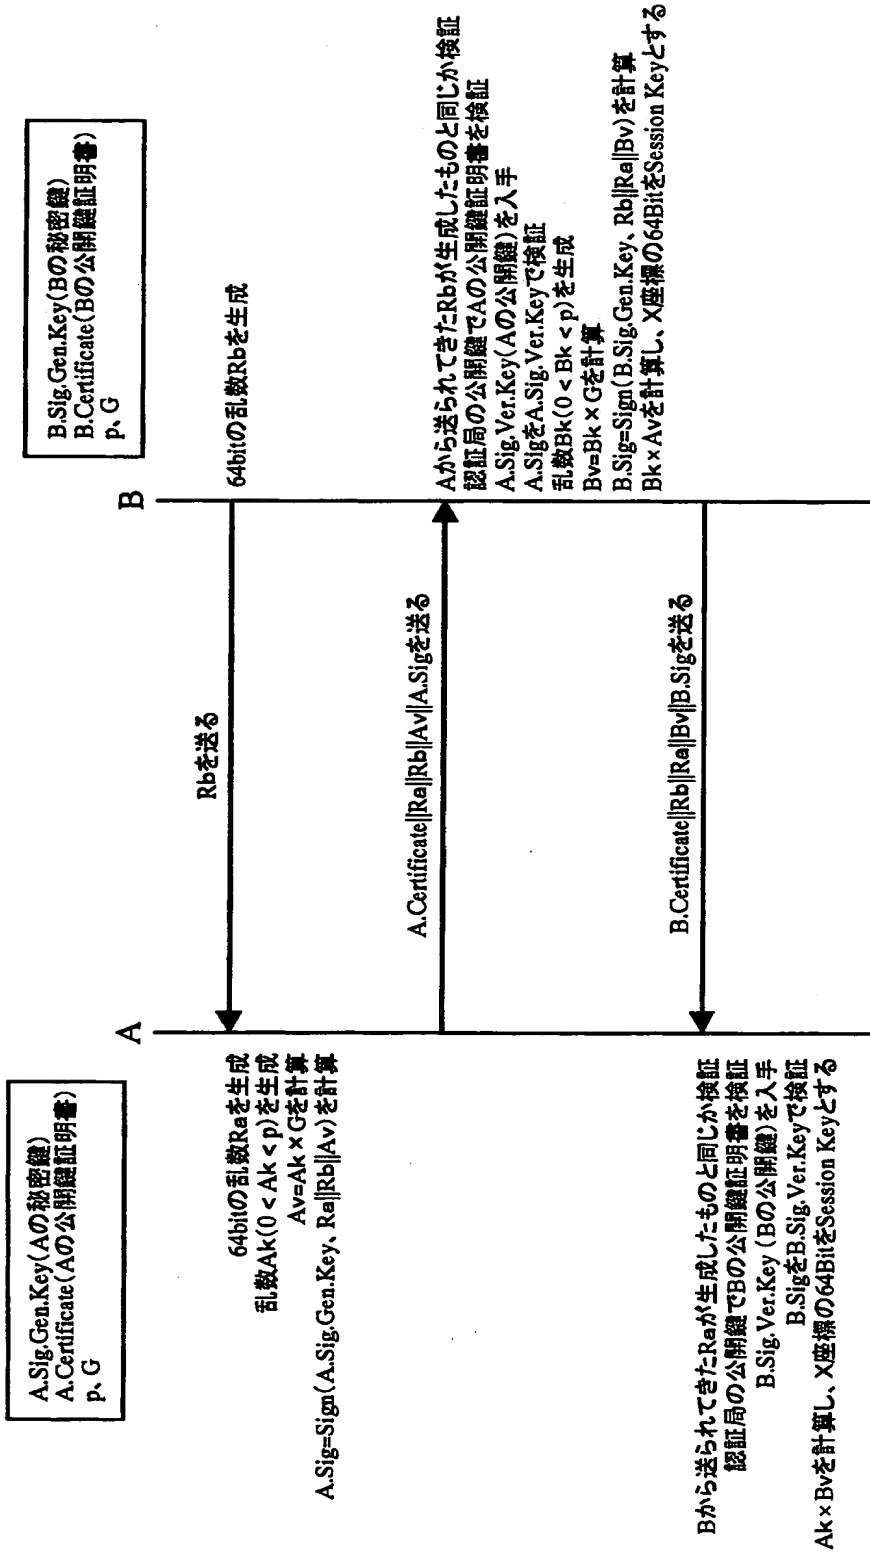 A
B
A.Sig.Gen.Key(Aの秘密鍵)
A.Certificate(Aの公開鍵証明書)
p、G
B.Sig.Gen.Key(Bの秘密鍵)
B.Certificate(Bの公開鍵証明書)
p、G
64bitの乱数Rbを生成
Rbを送る
64bitの乱数Raを生成
乱数Ak(0 < Ak < p)を生成
Av=Ak×Gを計算
A.Sig=Sign(A.Sig.Gen.Key、Ra||Rb||Av)を計算
A.Certificate||Ra||Rb||Av||A.Sigを送る
Aから送られてきたRbが生成したものと同じか検証
認証局の公開鍵でAの公開鍵証明書を検証
A.Sig.Ver.Key(Aの公開鍵)を入手
A.SigをA.Sig.Ver.Keyで検証
乱数Bk(0 < Bk < p)を生成
Bv=Bk×Gを計算
B.Sig=Sign(B.Sig.Gen.Key、Rb||Ra||Bv)を計算
Bk×Avを計算し、X座標の64BitをSession Keyとする
B.Certificate||Rb||Ra||Bv||B.Sigを送る
Bから送られてきたRaが生成したものと同じか検証
認証局の公開鍵でBの公開鍵証明書を検証
B.Sig.Ver.Key (Bの公開鍵)を入手
B.SigをB.Sig.Ver.Keyで検証
Ak×Bvを計算し、X座標の64BitをSession Keyとする